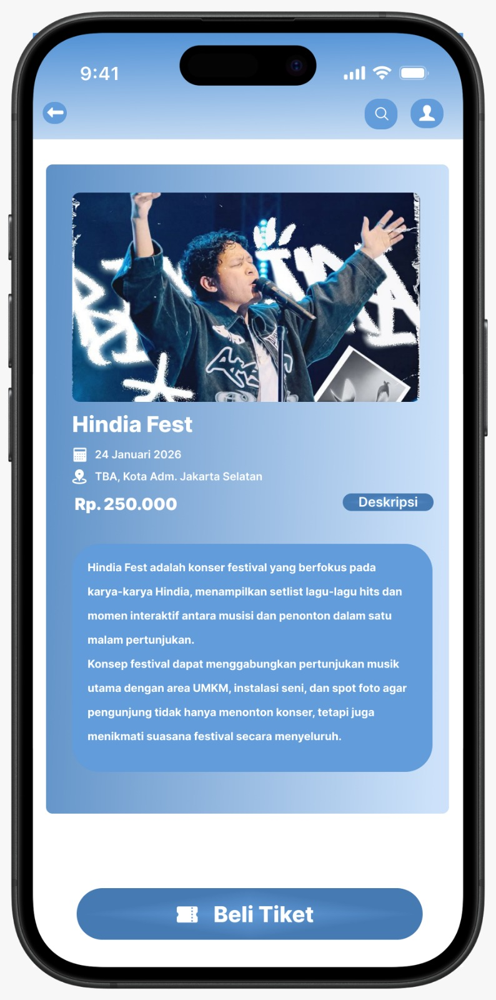 9:41
Hindia Fest
24 Januari 2026
TBA, Kota Adm. Jakarta Selatan
Rp. 250.000
Deskripsi
Hindia Fest adalah konser festival yang berfokus pada
karya-karya Hindia, menampilkan setlist lagu-lagu hits dan
momen interaktif antara musisi dan penonton dalam satu
malam pertunjukan.
Konsep festival dapat menggabungkan pertunjukan musik
utama dengan area UMKM, instalasi seni, dan spot foto agar
pengunjung tidak hanya menonton konser, tetapi juga
menikmati suasana festival secara menyeluruh.
Beli Tiket